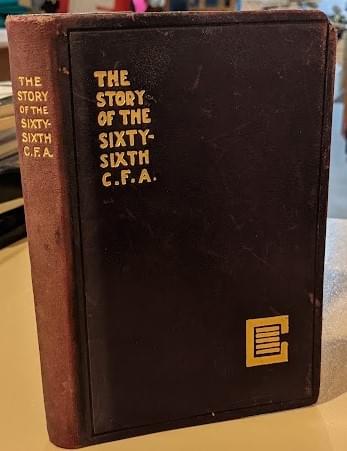 THE
STORY
OF THE
SIXTY-
SIXTH
C.F.A.
THE
STORY
OF THE
SIXTY-
SIXTH
C.F.A.